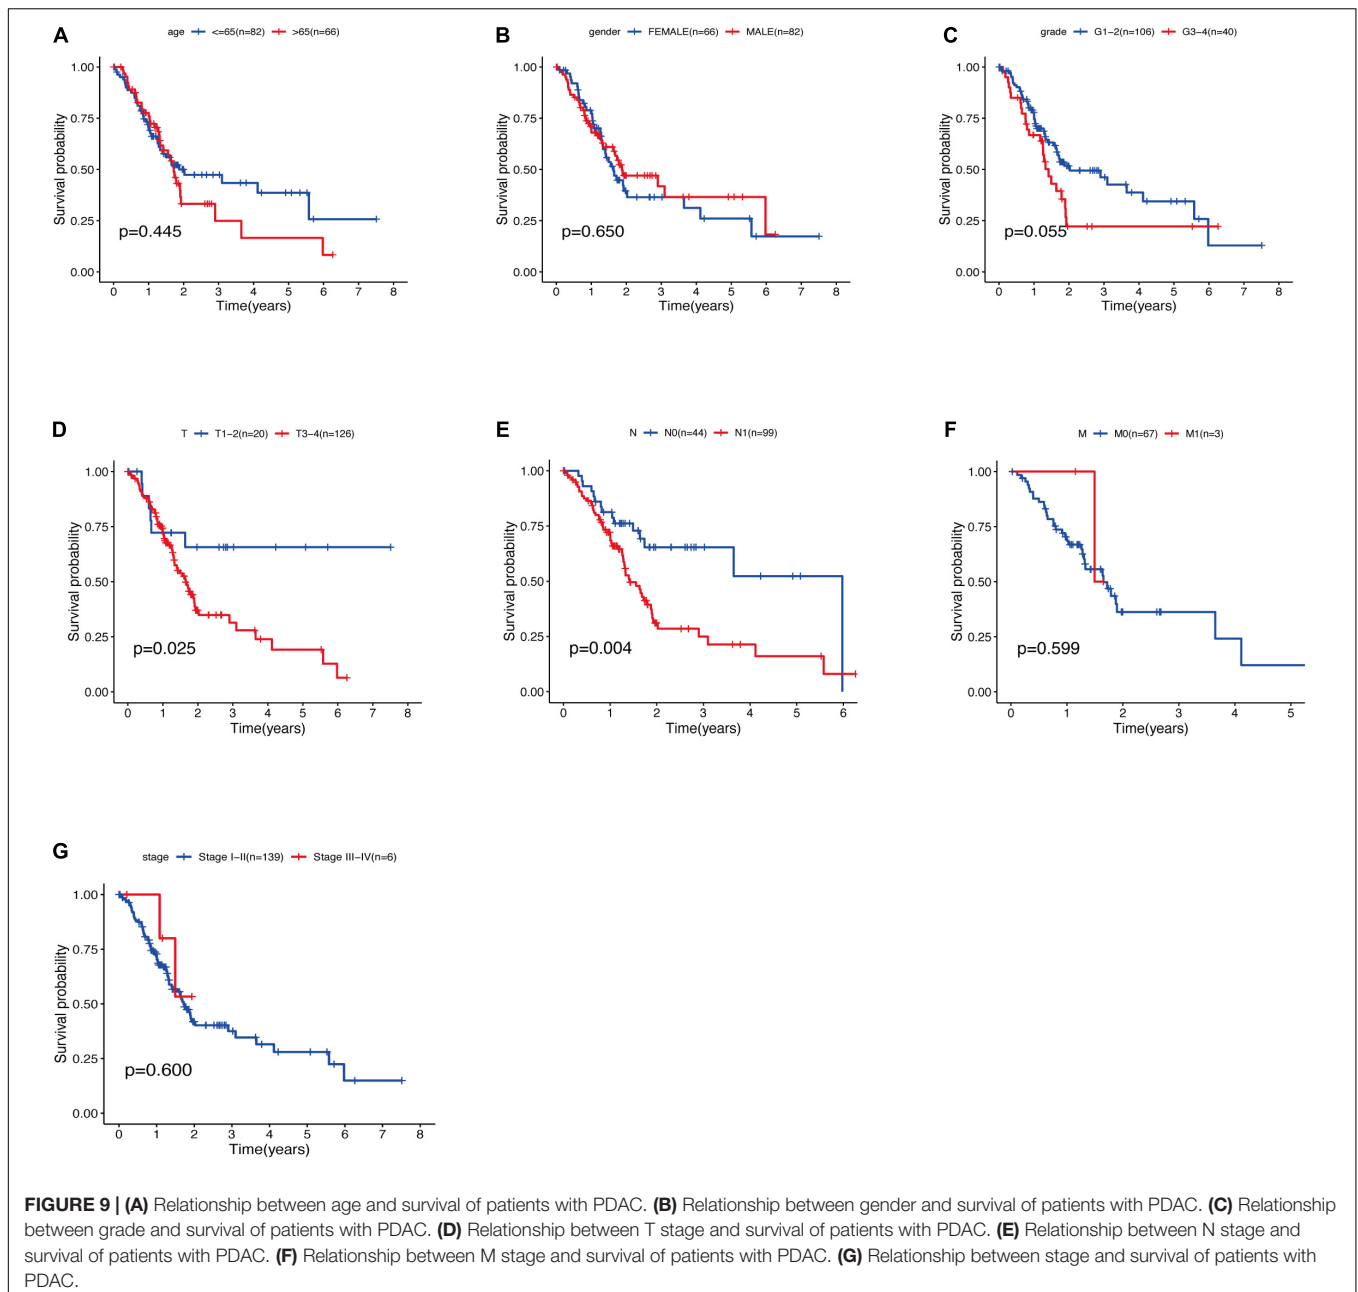 A
age <=65(n=82) >65(n=66)
Survival probability
1.00
0.75
0.50
0.25
0.00
p=0.445
0 1 2 3 4 5 6 7 8
Time(years)
B
gender FEMALE(n=66) MALE(n=82)
Survival probability
1.00
0.75
0.50
0.25
0.00
p=0.650
0 1 2 3 4 5 6 7 8
Time(years)
C
grade G1-2(n=106) G3-4(n=40)
Survival probability
1.00
0.75
0.50
0.25
0.00
p=0.055
0 1 2 3 4 5 6 7 8
Time(years)
D
T T1-2(n=20) T3-4(n=126)
Survival probability
1.00
0.75
0.50
0.25
0.00
p=0.025
0 1 2 3 4 5 6 7 8
Time(years)
E
N N0(n=44) N1(n=99)
Survival probability
1.00
0.75
0.50
0.25
0.00
p=0.004
0 1 2 3 4 5 6
Time(years)
F
M M0(n=67) M1(n=3)
Survival probability
1.00
0.75
0.50
0.25
0.00
p=0.599
0 1 2 3 4 5
Time(years)
G
stage Stage I-II(n=139) Stage III-IV(n=6)
Survival probability
1.00
0.75
0.50
0.25
0.00
p=0.600
0 1 2 3 4 5 6 7 8
Time(years)
FIGURE 9 | (A) Relationship between age and survival of patients with PDAC. (B) Relationship between gender and survival of patients with PDAC. (C) Relationship
between grade and survival of patients with PDAC. (D) Relationship between T stage and survival of patients with PDAC. (E) Relationship between N stage and
survival of patients with PDAC. (F) Relationship between M stage and survival of patients with PDAC. (G) Relationship between stage and survival of patients with
PDAC.